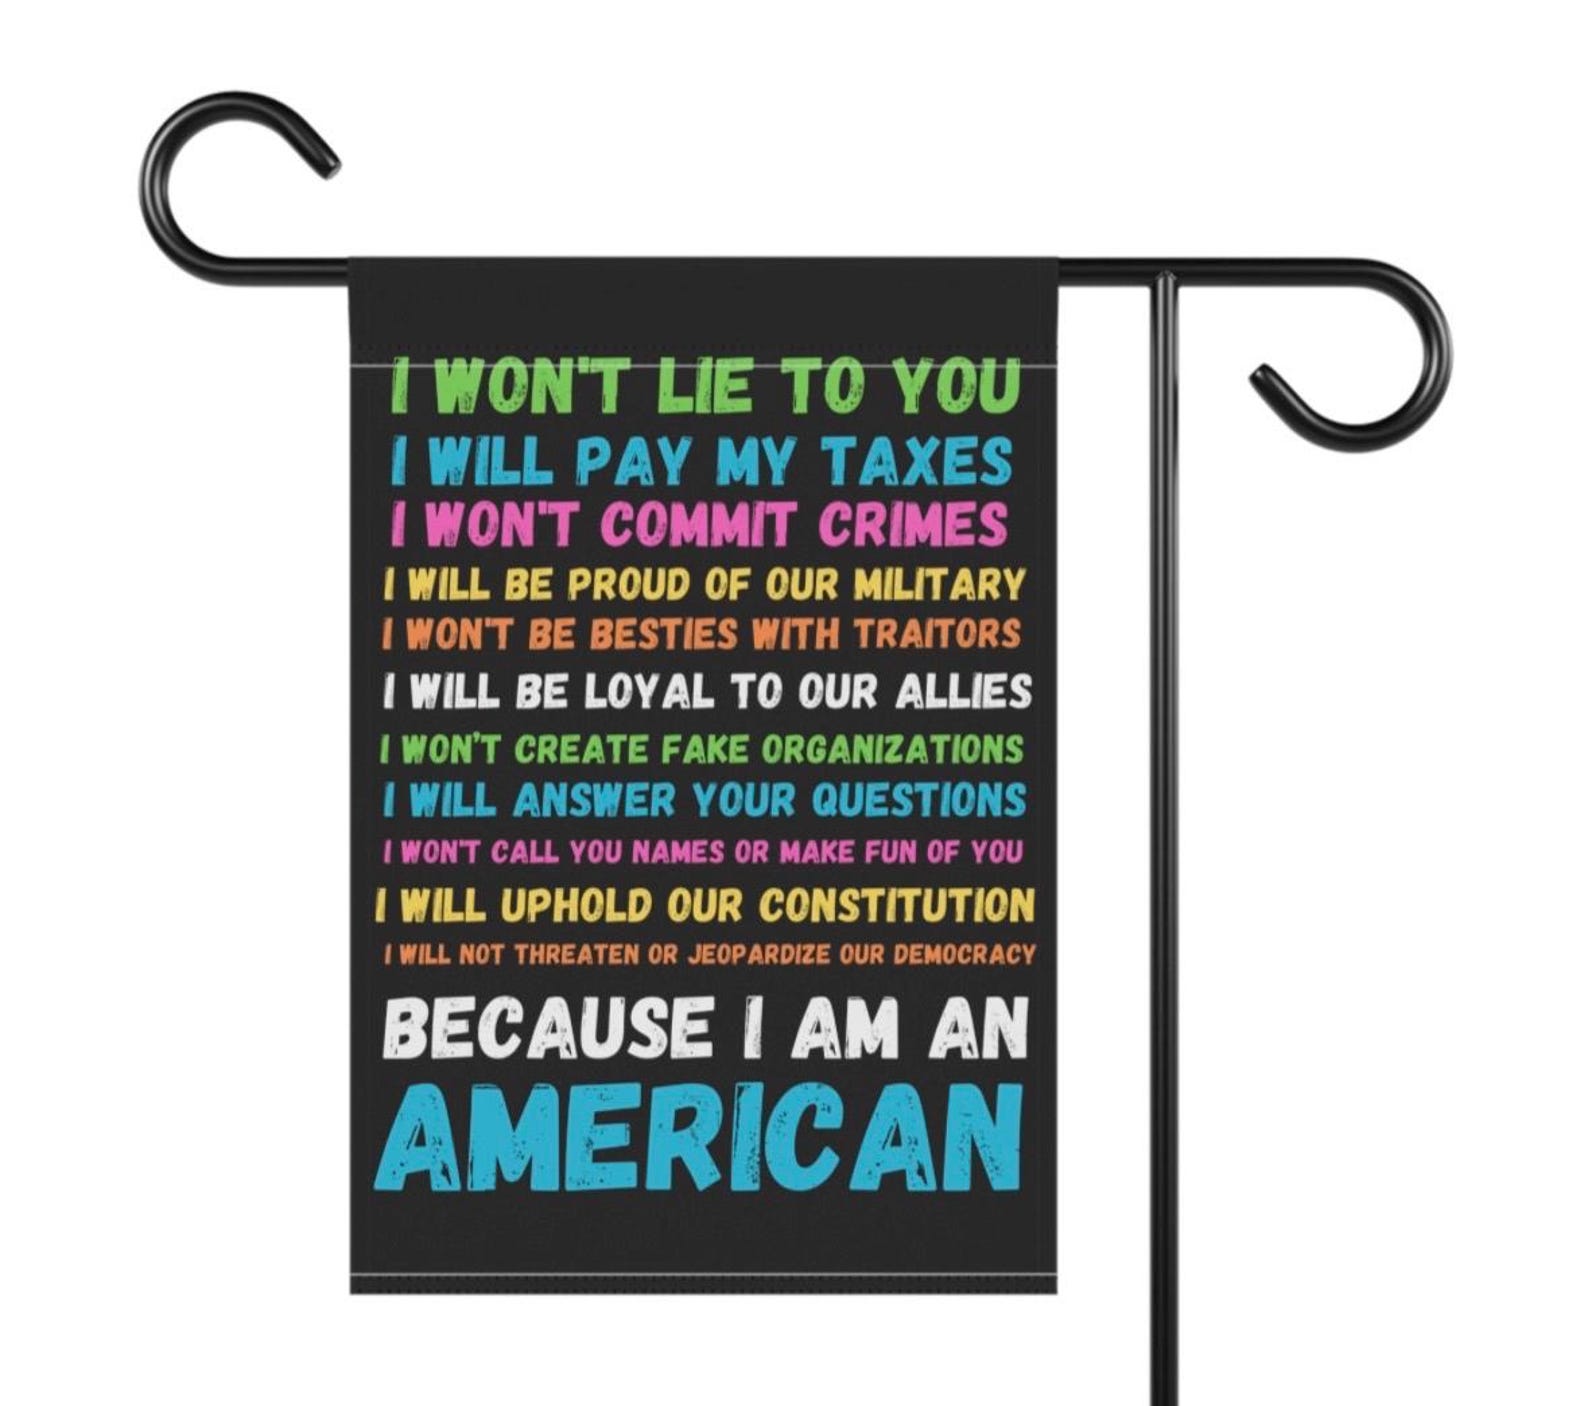 I WON'T LIE TO YOU
I WILL PAY MY TAXES
I WON'T COMMIT CRIMES
I WILL BE PROUD OF OUR MILITARY
I WON'T BE BESTIES WITH TRAITORS
I WILL BE LOYAL TO OUR ALLIES
I WON’T CREATE FAKE ORGANIZATIONS
I WILL ANSWER YOUR QUESTIONS
I WON'T CALL YOU NAMES OR MAKE FUN OF YOU
I WILL UPHOLD OUR CONSTITUTION
I WILL NOT THREATEN OR JEOPARDIZE OUR DEMOCRACY
BECAUSE I AM AN
AMERICAN